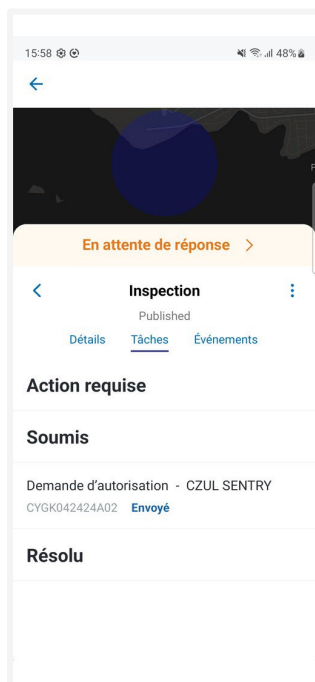 15:58 48%
F
En attente de réponse
Inspection
Published
Détails Tâches Événements
Action requise
Soumis
Demande d'autorisation - CZUL SENTRY
CYGK042424A02 Envoyé
Résolu